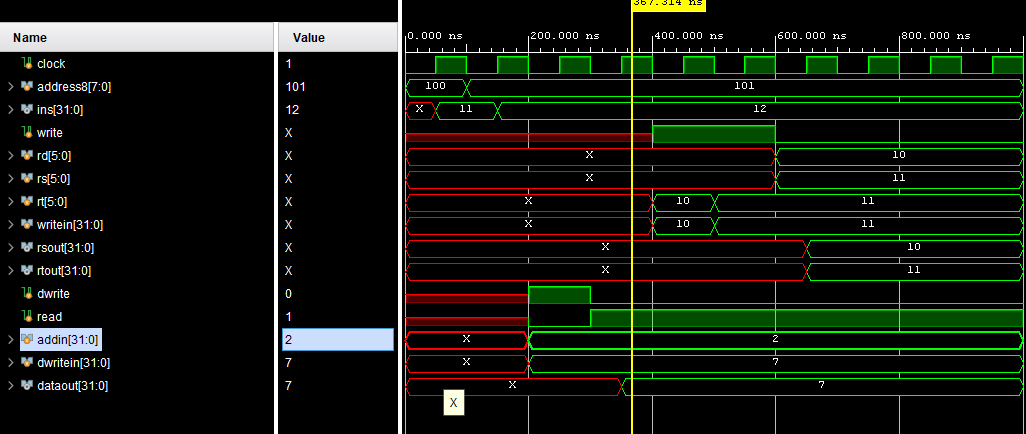 367.314 ns
Name Value
0.000 ns 200.000 ns 400.000 ns 600.000 ns 800.000 ns
clock 1
address8[7:0] 101 100 101
ins[31:0] 12 X 11 12
write X
rd[5:0] X X 10
rs[5:0] X X 11
rt[5:0] X X 10 11
writein[31:0] X X 10 11
rsout[31:0] X X 10
rtout[31:0] X X 11
dwrite 0
read 1
addin[31:0] 2 X 2
dwritein[31:0] 7 X 7
dataout[31:0] 7 X 7
X